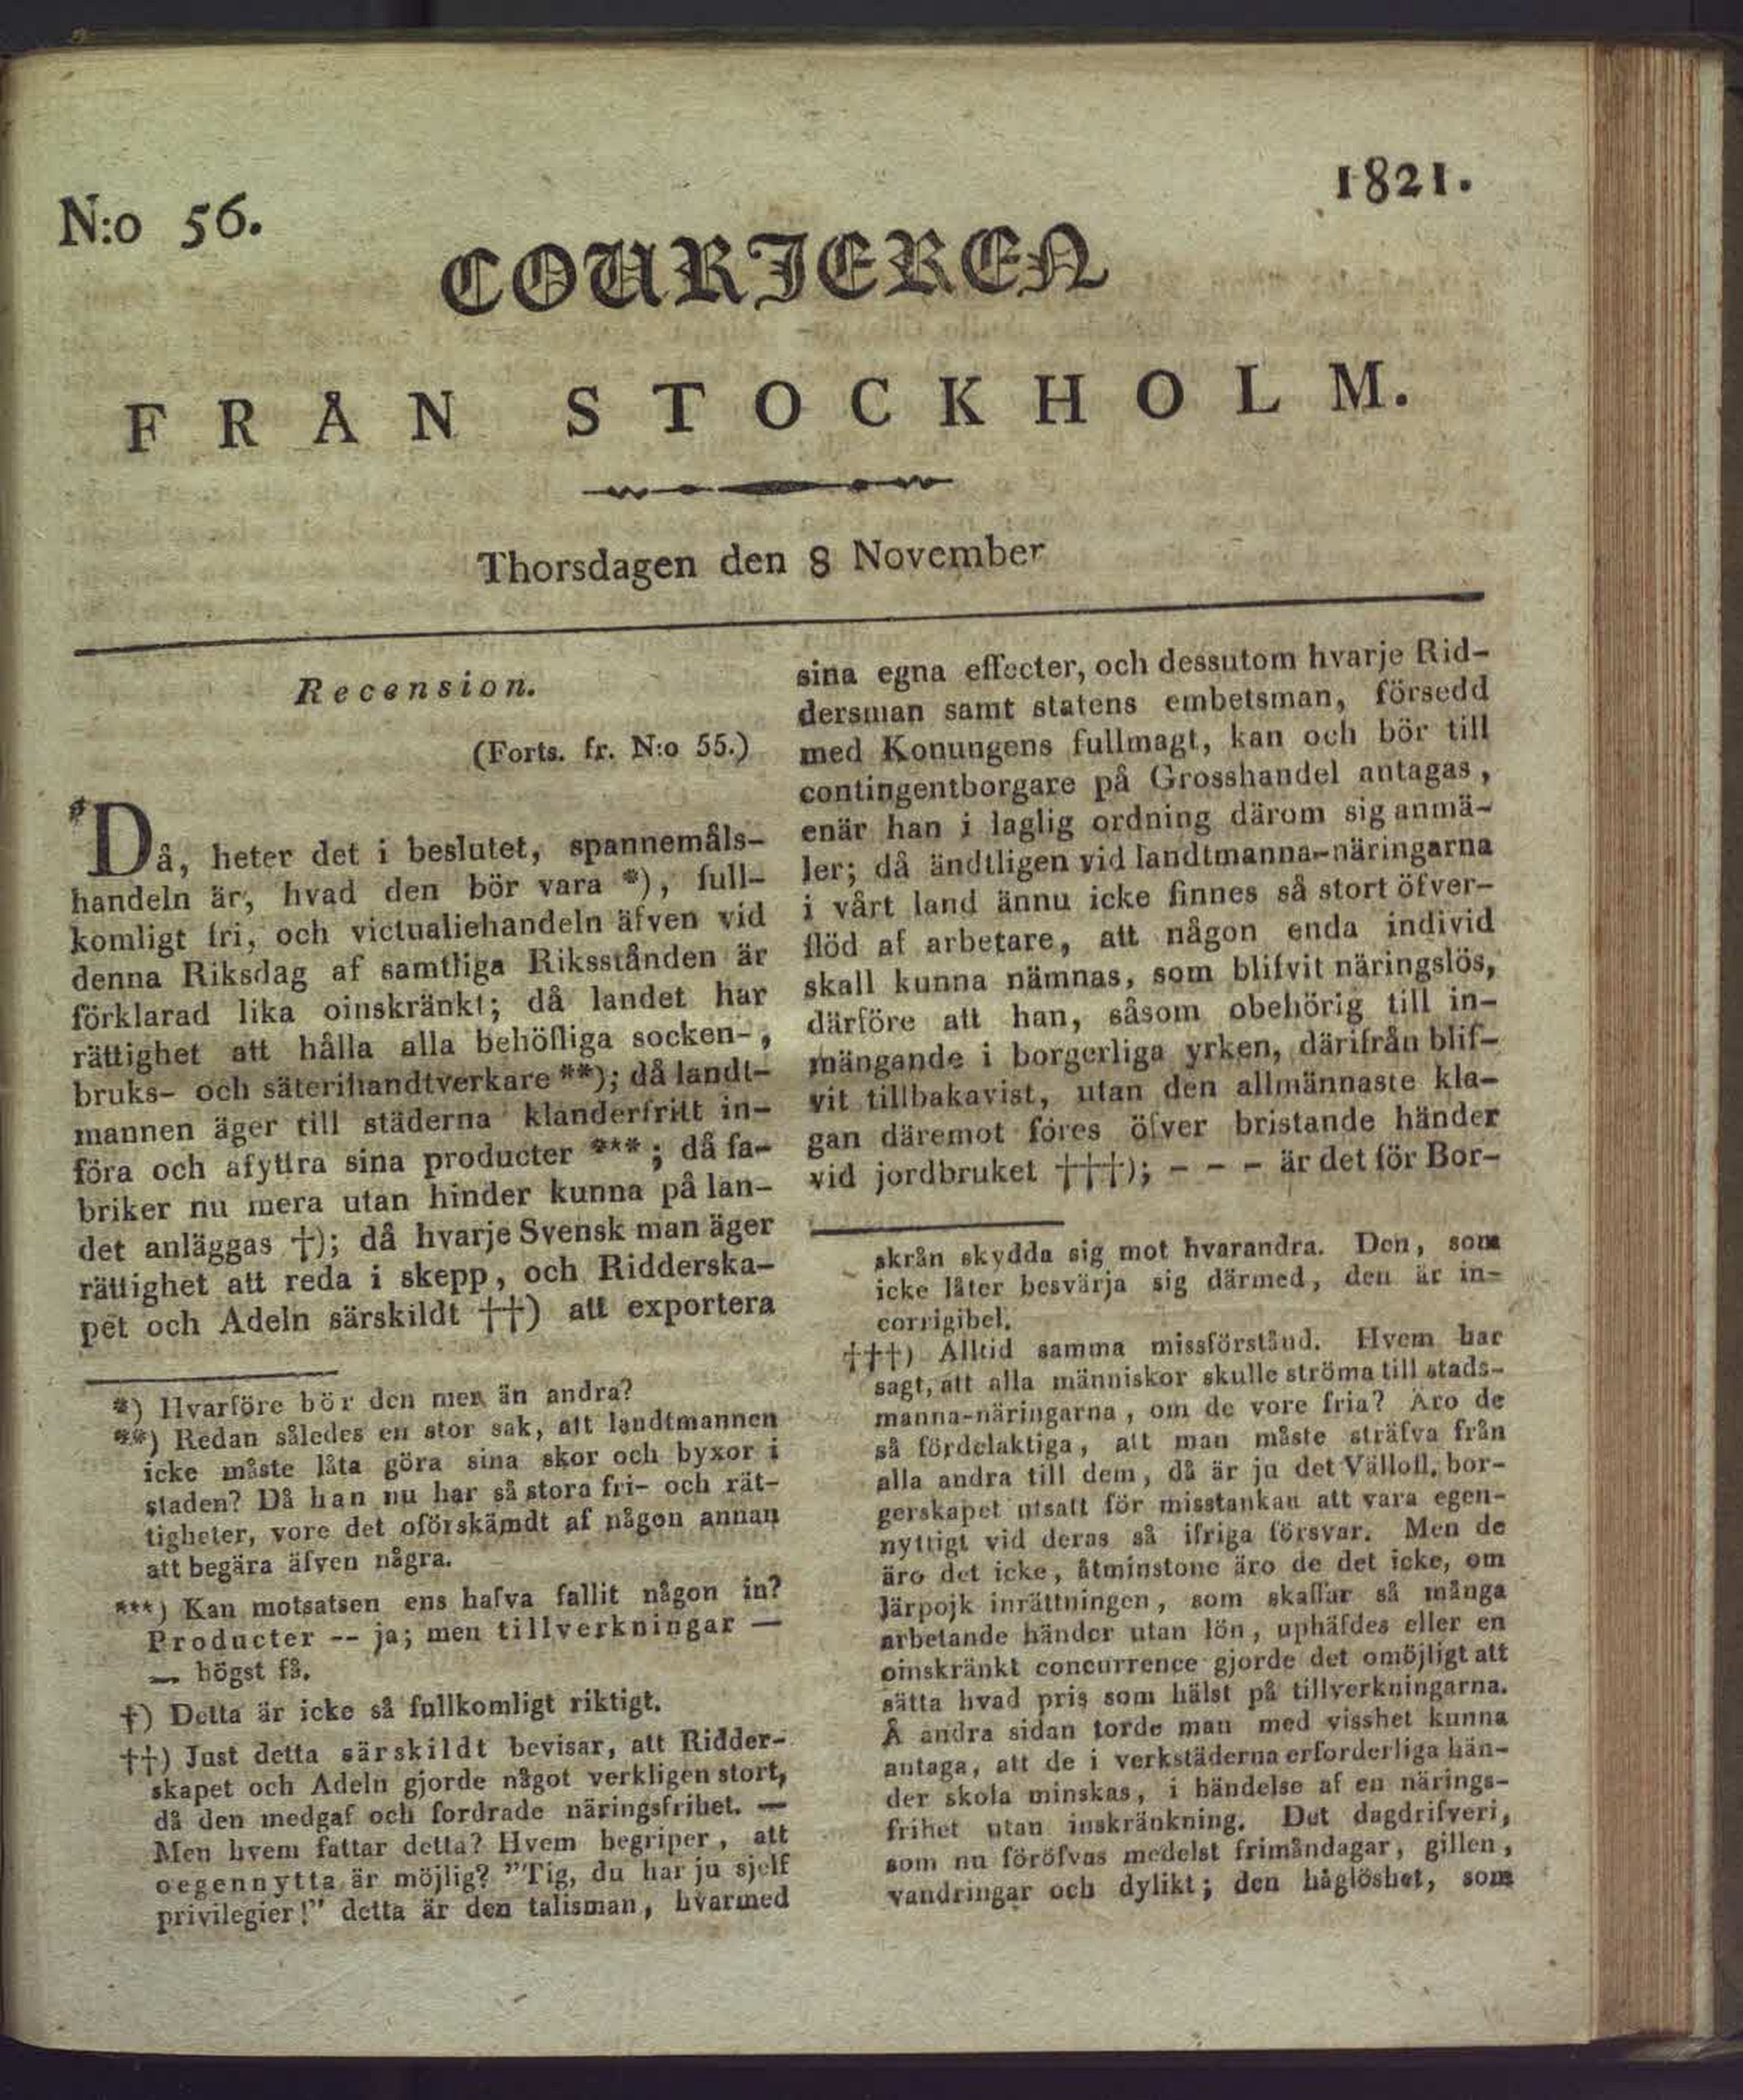 N:o 56.
1821.
COURIEREN
FRÅN STOCKHOLM.
Thorsdagen den 8 November
Recension.
(Forts. fr. N:o 55.)
"Då, heter det i beslutet, spannemåls-
handeln är, hvad den bör vara *), full-
komligt fri, och victualiehandeln äfven vid
denna Riksdag af samtliga Riksstånden är
förklarad lika oinskränkt; då landet har
rättighet att hålla alla behöfliga socken-,
bruks- och säterihandtverkare **); då landt-
mannen äger till städerna klanderfritt in-
föra och afyttra sina producter ***; då fa-
briker nu mera utan hinder kunna på lan-
det anläggas †); då hvarje Svensk man äger
rättighet att reda i skepp, och Ridderska-
pet och Adeln särskildt ††) att exportera
*) Hvarföre bör den mer än andra?
**) Redan således en stor sak, att landtmannen
icke måste låta göra sina skor och byxor i
staden? Då han nu har så stora fri- och rät-
tigheter, vore det oförskämdt af någon annan
att begära äfven några.
***) Kan motsatsen ens hafva fallit någon in?
Producter -- ja; men tillverkningar —
— högst få.
†) Detta är icke så fullkomligt riktigt.
††) Just detta särskildt bevisar, att Ridder-
skapet och Adeln gjorde något verkligen stort,
då den medgaf och fordrade näringsfrihet. —
Men hvem fattar detta? Hvem begriper, att
oegennytta är möjlig? "Tig, du har ju sjelf
privilegier!" detta är den talisman, hvarmed
sina egna effecter, och dessutom hvarje Rid-
dersman samt statens embetsman, försedd
med Konungens fullmagt, kan och bör till
contingentborgare på Grosshandel antagas,
enär han i laglig ordning därom sig anmä-
ler; då ändtligen vid landtmanna-näringarna
i vårt land ännu icke finnes så stort öfver-
flöd af arbetare, att någon enda individ
skall kunna nämnas, som blifvit näringslös,
därföre att han, såsom obehörig till in-
mängande i borgerliga yrken, därifrån blif-
vit tillbakavist, utan den allmännaste kla-
gan däremot föres öfver bristande händer
vid jordbruket †††); - - - är det för Bor-
skrån skydda sig mot hvarandra. Den, som
icke låter besvärja sig därmed, den är in-
corrigibel.
†††) Alltid samma missförstånd. Hvem har
sagt, att alla människor skulle ströma till stads-
manna-näringarna, om de vore fria? Äro de
så fördelaktiga, att man måste sträfva från
alla andra till dem, då är ju det Vällofl. bor-
gerskapet utsatt för misstankan att vara egen-
nyttigt vid deras så ifriga försvar. Men de
äro det icke, åtminstone äro de det icke, om
lärpojk inrättningen, som skaffar så många
arbetande händer utan lön, uphäfdes eller en
oinskränkt concurrence gjorde det omöjligt att
sätta hvad pris som hälst på tillverkningarna.
Å andra sidan torde man med visshet kunna
antaga, att de i verkstäderna erforderliga hän-
der skola minskas, i händelse af en närings-
frihet utan inskränkning. Det dagdrifveri,
som nu föröfvas medelst frimåndagar, gillen,
vandringar och dylikt; den håglöshet, som